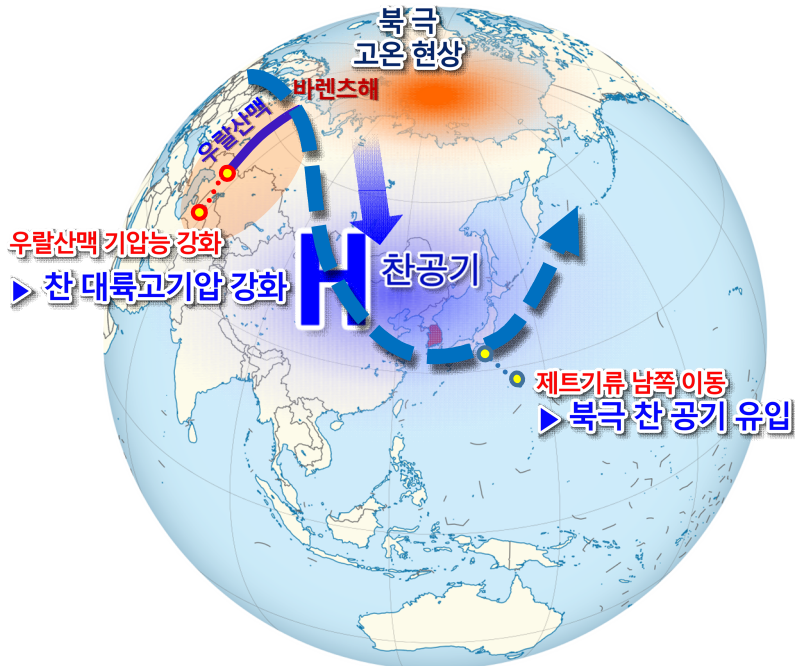 북 극
고온 현상
바렌츠해
우랄산맥
우랄산맥 기압능 강화
▶ 찬 대륙고기압 강화
H
찬공기
제트기류 남쪽 이동
▶ 북극 찬 공기 유입